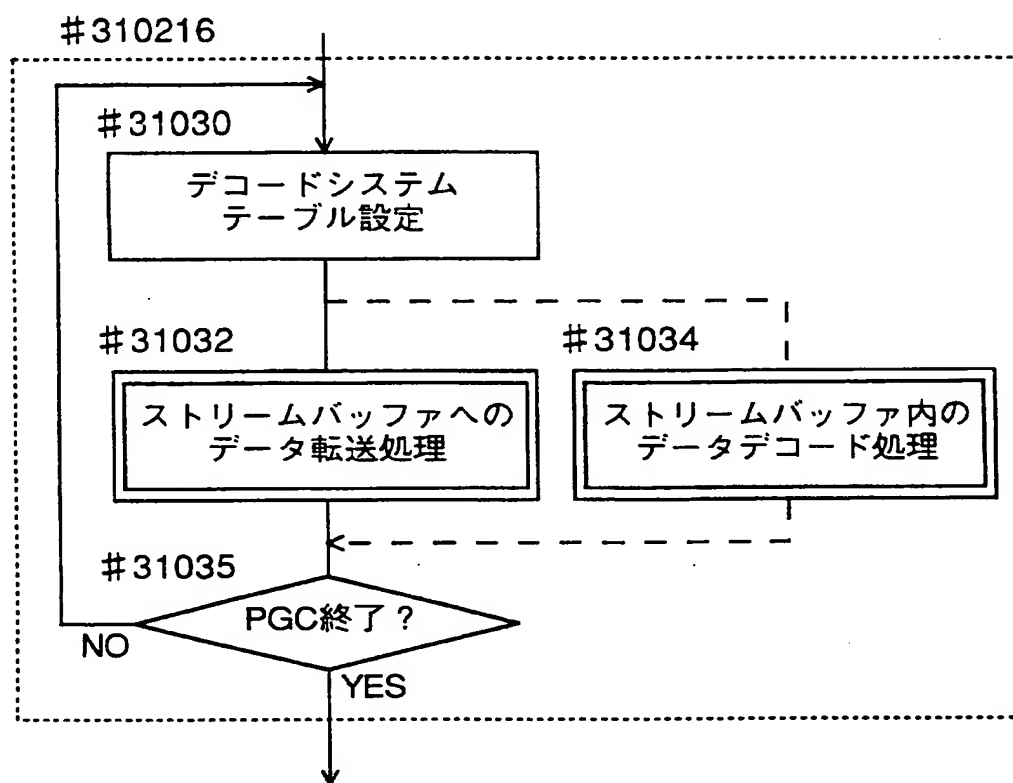 #310216
#31030
デコードシステム
テーブル設定
#31032
#31034
ストリームバッファへの
データ転送処理
ストリームバッファ内の
データデコード処理
#31035
PGC終了?
NO
YES